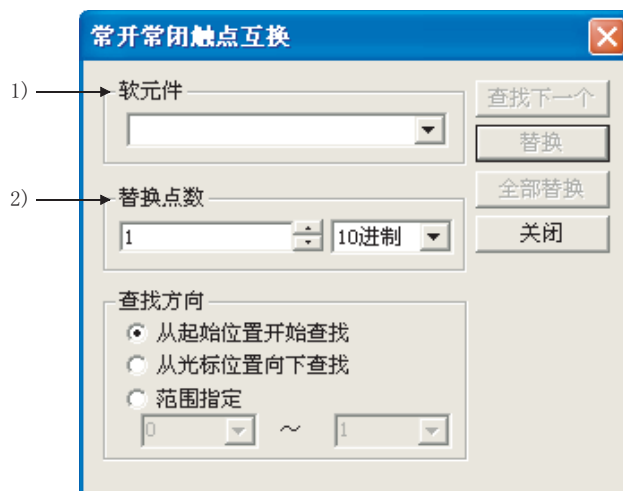 常开常闭触点互换
1)
软元件
查找下一个
替换
2)
替换点数
全部替换
1
10进制
关闭
查找方向
从起始位置开始查找
从光标位置向下查找
范围指定
0 ～ 1